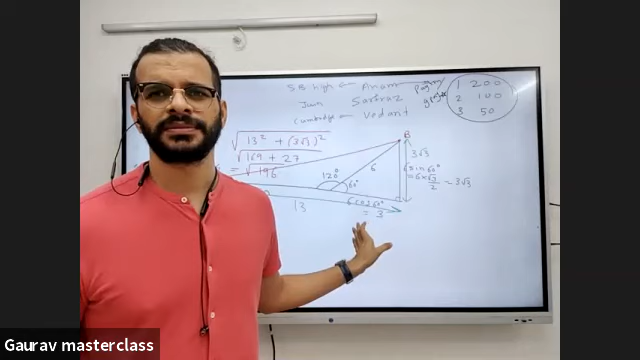 SB high Anam
Jain Sarfraz
Cambridge Vedant
1 200
2 100
3 50
√13² + (3√3)²
√169 + 27
= √196
B
3√3
6
120°
60°
6 sin 60°
= 6 × √3/2 = 3√3
13
6 cos 60°
= 3
Gaurav masterclass